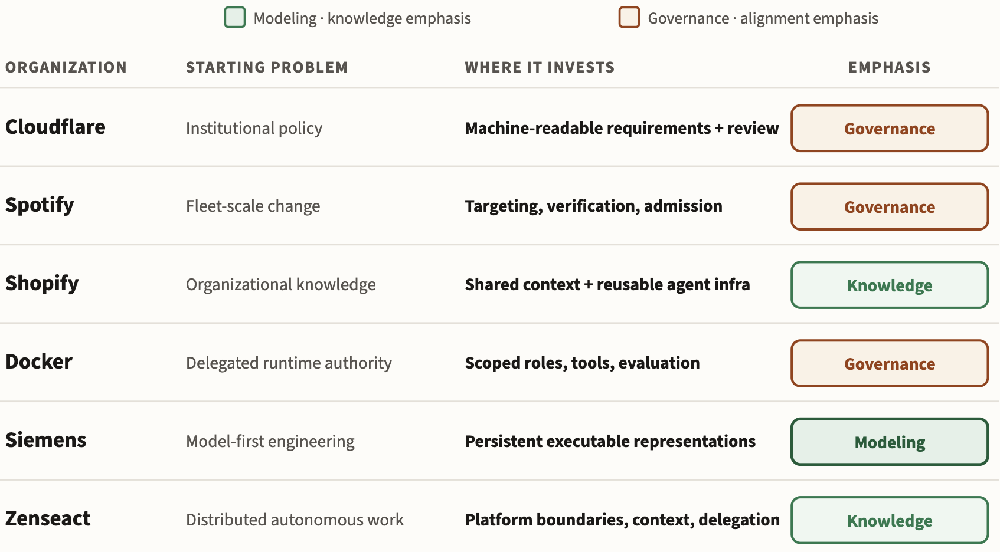 Modeling · knowledge emphasis
Governance · alignment emphasis
ORGANIZATION STARTING PROBLEM WHERE IT INVESTS EMPHASIS
Cloudflare Institutional policy Machine-readable requirements + review Governance
Spotify Fleet-scale change Targeting, verification, admission Governance
Shopify Organizational knowledge Shared context + reusable agent infra Knowledge
Docker Delegated runtime authority Scoped roles, tools, evaluation Governance
Siemens Model-first engineering Persistent executable representations Modeling
Zenseact Distributed autonomous work Platform boundaries, context, delegation Knowledge